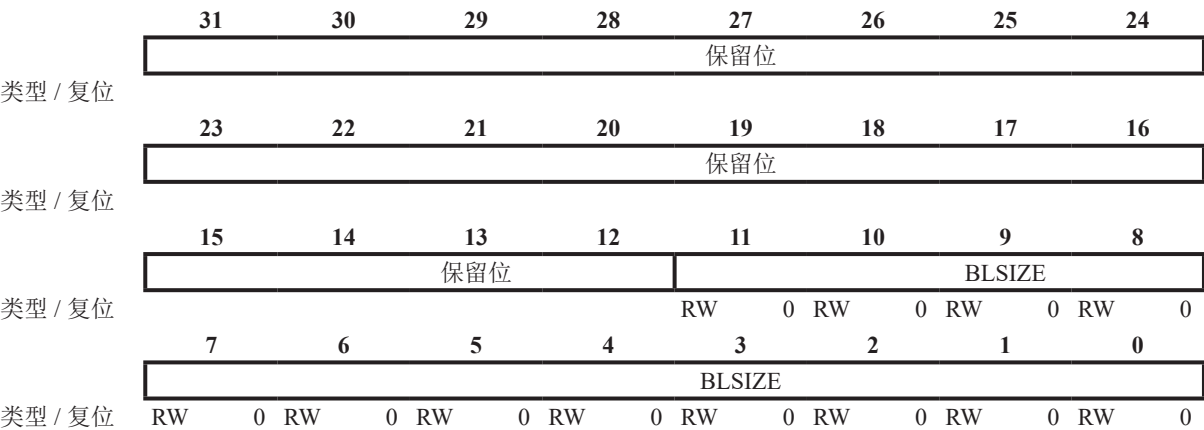 31 30 29 28 27 26 25 24
保留位
类型 / 复位
23 22 21 20 19 18 17 16
保留位
类型 / 复位
15 14 13 12 11 10 9 8
保留位 BLSIZE
类型 / 复位 RW 0 RW 0 RW 0 RW 0
7 6 5 4 3 2 1 0
BLSIZE
类型 / 复位 RW 0 RW 0 RW 0 RW 0 RW 0 RW 0 RW 0 RW 0